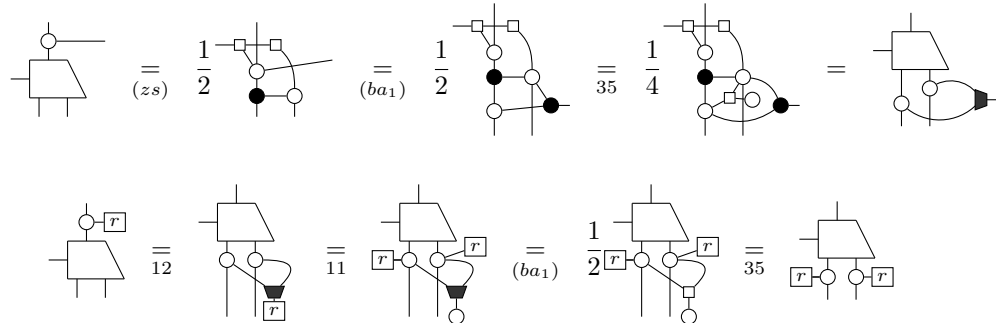 = (zs) 1/2 = (ba₁) 1/2 = 35 1/4 =
r = 12 r = 11 r r = (ba₁) 1/2 r r = 35 r r